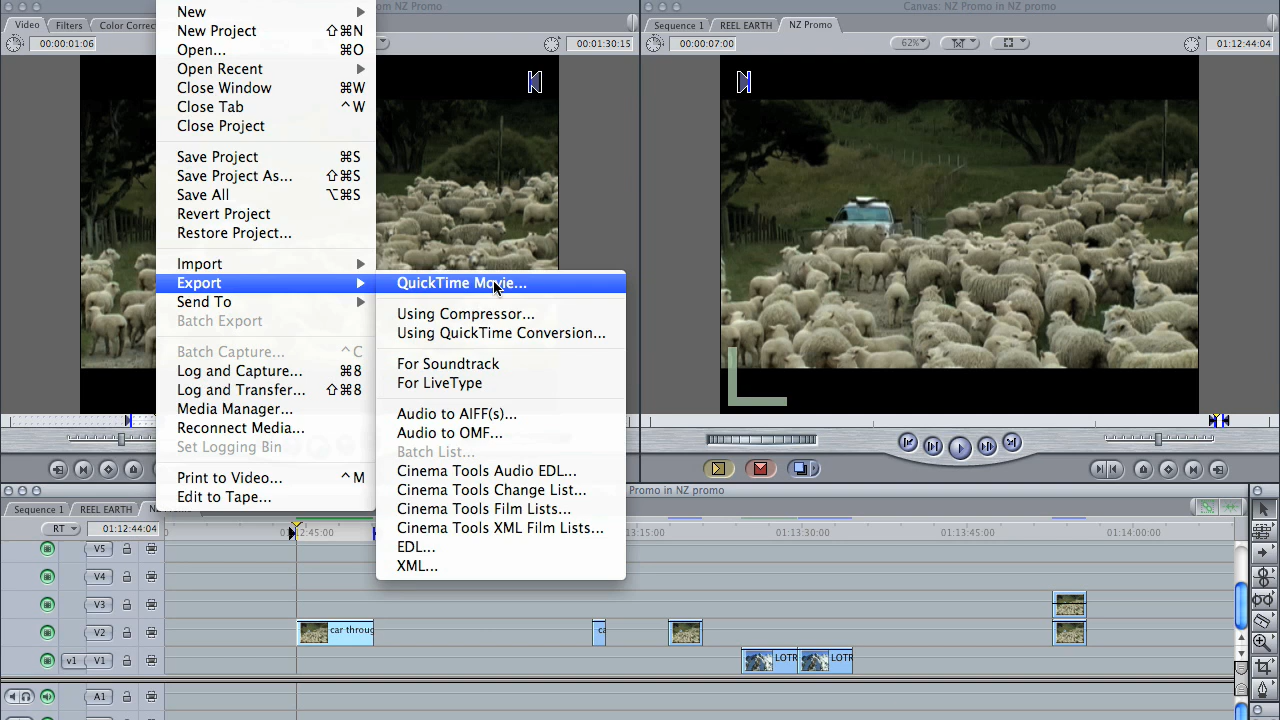 om NZ Promo
Canvas: NZ Promo in NZ promo
Video
Filters
Color Correc
Sequence 1
REEL EARTH
NZ Promo
00:00:01:06
00:01:30:15
00:00:07:00
62%
01:12:44:04
New
New Project ⇧⌘N
Open... ⌘O
Open Recent
Close Window ⌘W
Close Tab ^W
Close Project
Save Project ⌘S
Save Project As... ⇧⌘S
Save All ⌥⌘S
Revert Project
Restore Project...
Import
Export
Send To
Batch Export
Batch Capture... ^C
Log and Capture... ⌘8
Log and Transfer... ⇧⌘8
Media Manager...
Reconnect Media...
Set Logging Bin
Print to Video... ^M
Edit to Tape...
QuickTime Movie...
Using Compressor...
Using QuickTime Conversion...
For Soundtrack
For LiveType
Audio to AIFF(s)...
Audio to OMF...
Batch List...
Cinema Tools Audio EDL...
Cinema Tools Change List...
Cinema Tools Film Lists...
Cinema Tools XML Film Lists...
EDL...
XML...
Promo in NZ promo
Sequence 1
REEL EARTH
RT
01:12:44:04
12:45:00
:13:15:00
01:13:30:00
01:13:45:00
01:14:00:00
V5
V4
V3
V2
car throug
ca
v1
V1
LOTR
LOTR
A1